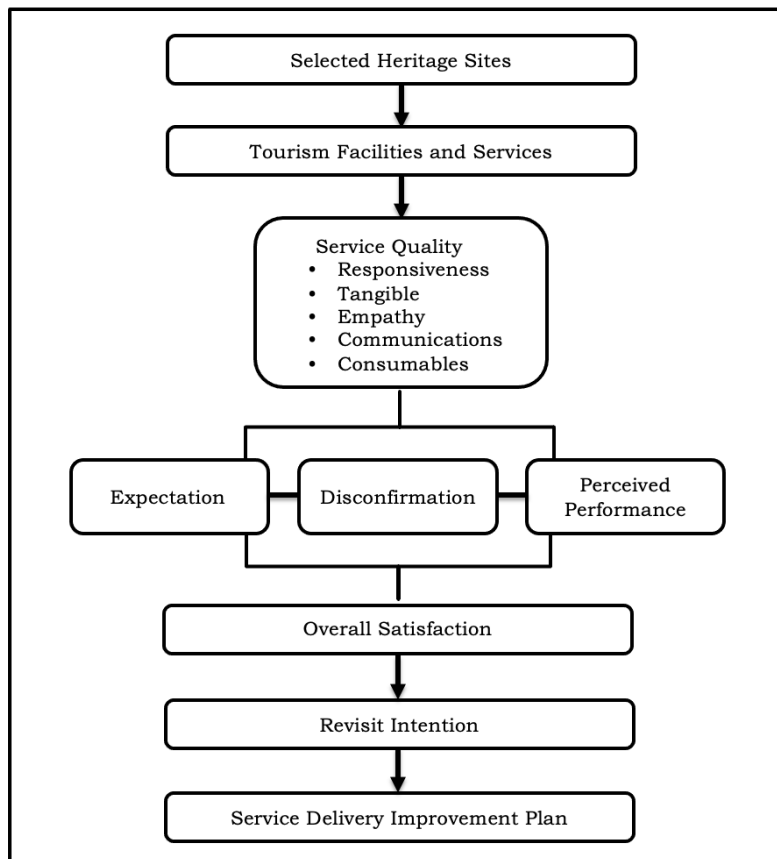 Selected Heritage Sites
Tourism Facilities and Services
Service Quality
• Responsiveness
• Tangible
• Empathy
• Communications
• Consumables
Expectation
Disconfirmation
Perceived
Performance
Overall Satisfaction
Revisit Intention
Service Delivery Improvement Plan